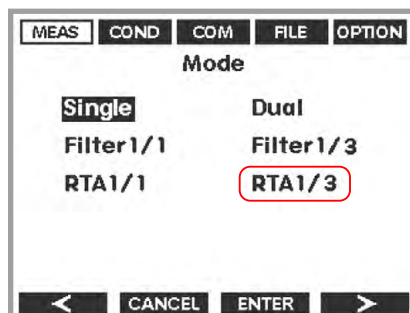 MEAS COND COM FILE OPTION
Mode
Single Dual
Filter1/1 Filter1/3
RTA1/1 RTA1/3
< CANCEL ENTER >